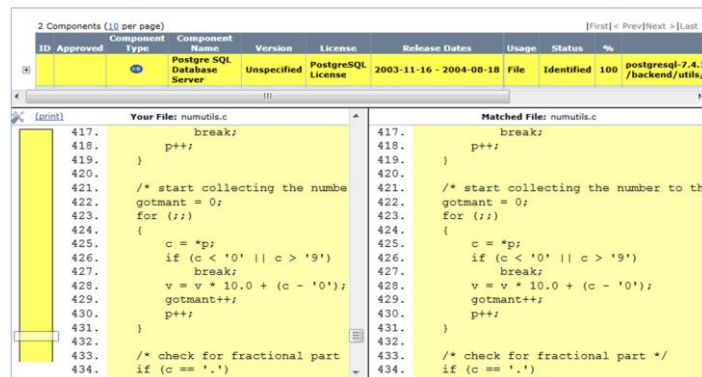 2 Components (10 per page) |First|< Prev|Next >|Last
ID Approved Component Type Component Name Version License Release Dates Usage Status %
Postgre SQL Database Server Unspecified PostgreSQL License 2003-11-16 - 2004-08-18 File Identified 100 postgresql-7.4.
/backend/utils/
(print) Your File: numutils.c
417. break;
418. p++;
419. }
420.
421. /* start collecting the numbe
422. gotmant = 0;
423. for (;;)
424. {
425. c = *p;
426. if (c < '0' || c > '9')
427. break;
428. v = v * 10.0 + (c - '0');
429. gotmant++;
430. p++;
431. }
432.
433. /* check for fractional part
434. if (c == '.')
Matched File: numutils.c
417. break;
418. p++;
419. }
420.
421. /* start collecting the number to th
422. gotmant = 0;
423. for (;;)
424. {
425. c = *p;
426. if (c < '0' || c > '9')
427. break;
428. v = v * 10.0 + (c - '0');
429. gotmant++;
430. p++;
431. }
432.
433. /* check for fractional part */
434. if (c == '.')